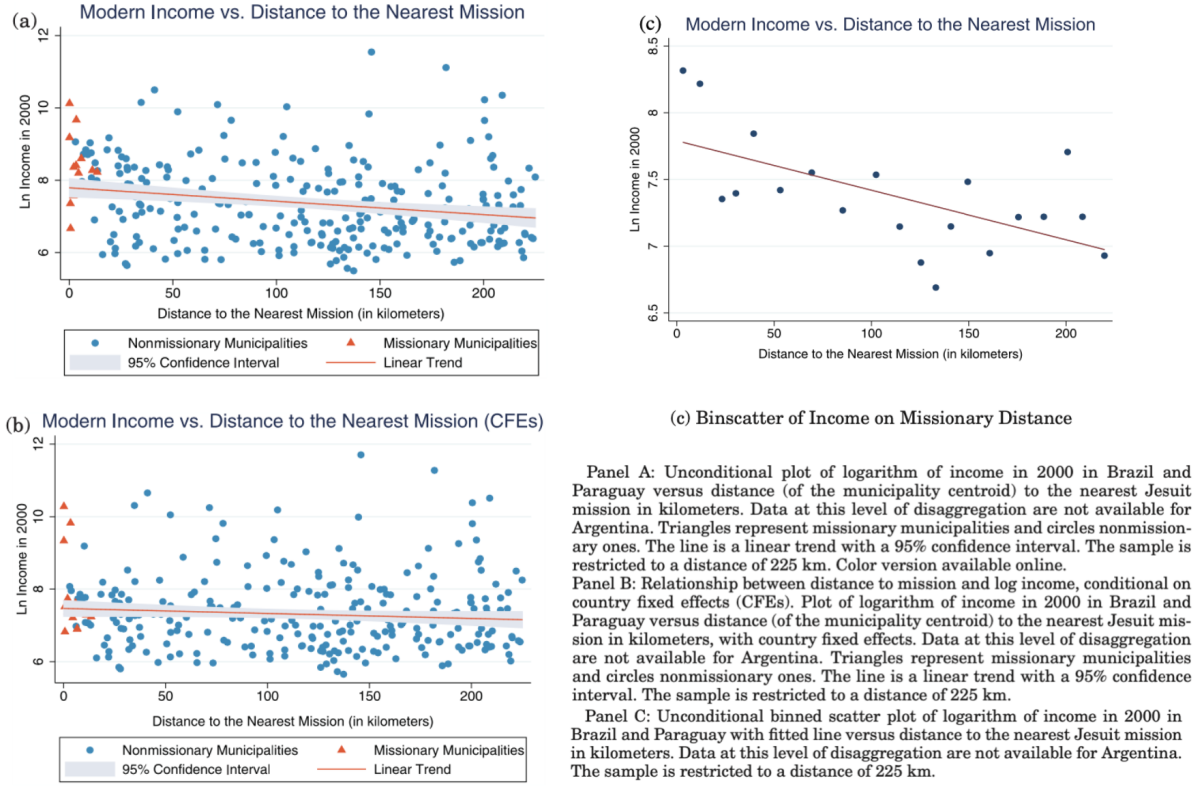 (a)
Modern Income vs. Distance to the Nearest Mission
Ln Income in 2000
12
10
8
6
0 50 100 150 200
Distance to the Nearest Mission (in kilometers)
Nonmissionary Municipalities
Missionary Municipalities
95% Confidence Interval
Linear Trend
(b)
Modern Income vs. Distance to the Nearest Mission (CFEs)
Ln Income in 2000
12
10
8
6
0 50 100 150 200
Distance to the Nearest Mission (in kilometers)
Nonmissionary Municipalities
Missionary Municipalities
95% Confidence Interval
Linear Trend
(c)
Modern Income vs. Distance to the Nearest Mission
Ln Income in 2000
8.5
8
7.5
7
6.5
0 50 100 150 200
Distance to the Nearest Mission (in kilometers)
(c) Binscatter of Income on Missionary Distance
Panel A: Unconditional plot of logarithm of income in 2000 in Brazil and
Paraguay versus distance (of the municipality centroid) to the nearest Jesuit
mission in kilometers. Data at this level of disaggregation are not available for
Argentina. Triangles represent missionary municipalities and circles nonmission-
ary ones. The line is a linear trend with a 95% confidence interval. The sample is
restricted to a distance of 225 km. Color version available online.
Panel B: Relationship between distance to mission and log income, conditional on
country fixed effects (CFEs). Plot of logarithm of income in 2000 in Brazil and
Paraguay versus distance (of the municipality centroid) to the nearest Jesuit mis-
sion in kilometers, with country fixed effects. Data at this level of disaggregation
are not available for Argentina. Triangles represent missionary municipalities
and circles nonmissionary ones. The line is a linear trend with a 95% confidence
interval. The sample is restricted to a distance of 225 km.
Panel C: Unconditional binned scatter plot of logarithm of income in 2000 in
Brazil and Paraguay with fitted line versus distance to the nearest Jesuit mission
in kilometers. Data at this level of disaggregation are not available for Argentina.
The sample is restricted to a distance of 225 km.